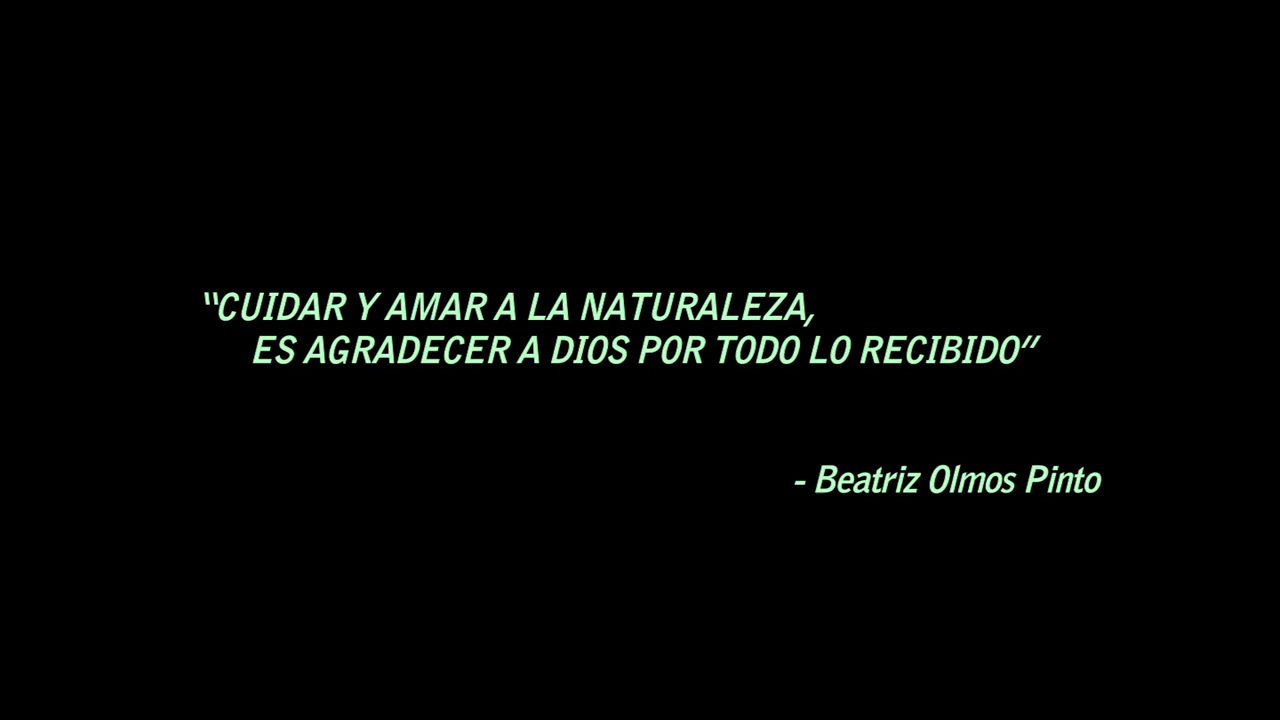 “CUIDAR Y AMAR A LA NATURALEZA,
ES AGRADECER A DIOS POR TODO LO RECIBIDO”
- Beatriz Olmos Pinto